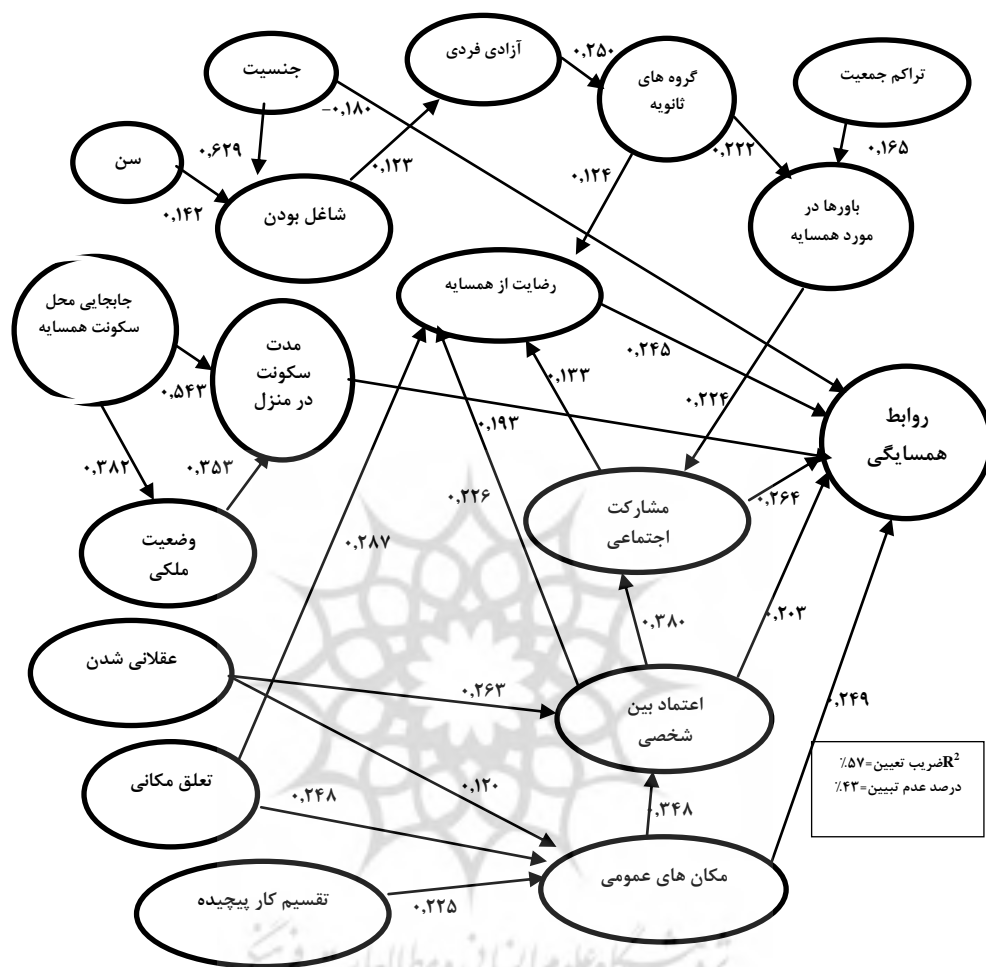 آزادی فردی
۰,۲۵۰
جنسیت
گروه های
ثانویه
تراکم جمعیت
-۰,۱۸۰
سن
۰,۶۲۹
۰,۱۲۳
۰,۲۲۲
۰,۱۶۵
۰,۱۲۴
۰,۱۴۲
شاغل بودن
باورها در
مورد همسایه
رضایت از همسایه
جابجایی محل
سکونت همسایه
مدت
سکونت
در منزل
۰,۲۴۵
۰,۵۴۳
۰,۱۳۳
۰,۲۲۴
۰,۱۹۳
روابط
همسایگی
۰,۳۸۲
۰,۳۵۳
۰,۲۲۶
مشارکت
اجتماعی
۰,۲۶۴
وضعیت
ملکی
۰,۲۸۷
۰,۳۸۰
۰,۲۰۳
عقلانی شدن
۰,۲۶۳
اعتماد بین
شخصی
۰,۲۴۹
تعلق مکانی
۰,۱۲۰
۰,۲۴۸
۰,۳۴۸
R²ضریب تعیین=۵۷٪
درصد عدم تبیین=۴۳٪
مکان های عمومی
تقسیم کار پیچیده
۰,۲۲۵